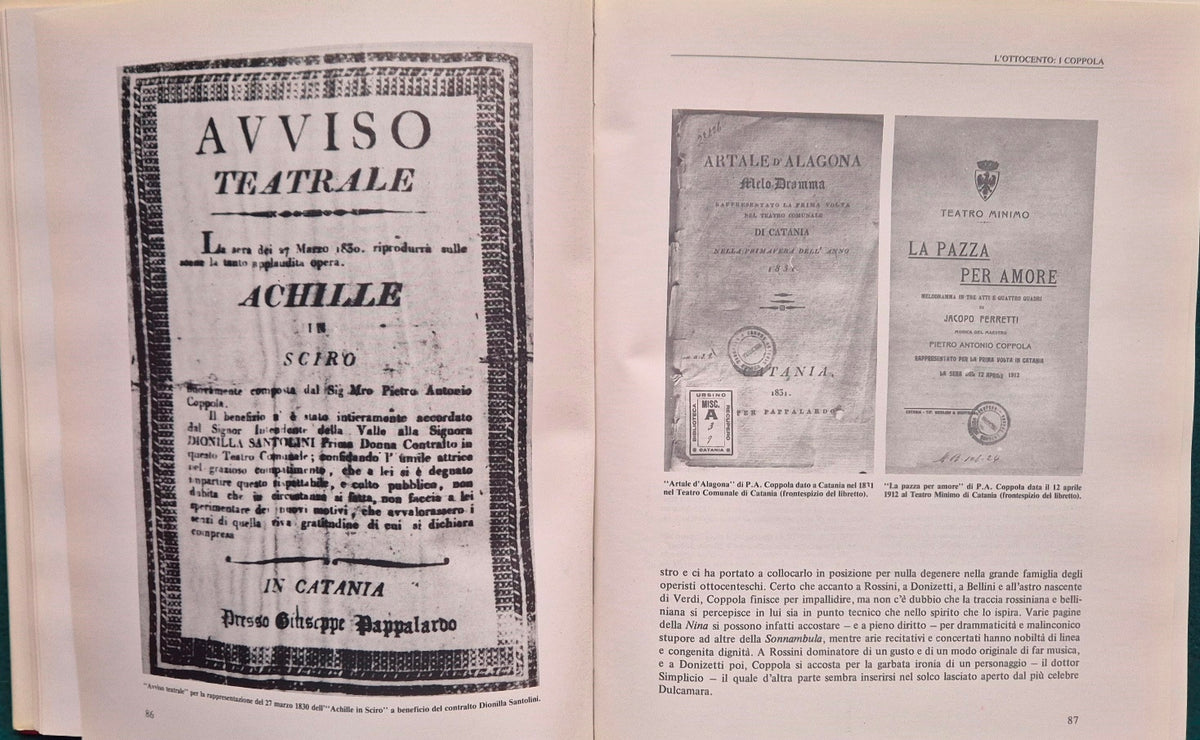 AVVISO
TEATRALE
La sera dei 27 Marzo 1830. riprodurrà sulle
scene la tanto applaudita opera.
ACHILLE
IN
SCIRO
composta dal Sig Mro Pietro Antonio
Coppola.
Il benefizio s' è stato intieramente accordato
dal Signor Intendente della Valle alla Signora
DIONILLA SANTOLINI Prima Donna Contralto in
questo Teatro Comunale; confidando l' umile attrice
nel grazioso compatimento, che a lei si è degnato
impartire questo rispettabile, e colto pubblico, non
dubita che in circostanza si fatta, non faccia a lei
sperimentare dei nuovi motivi, che avvalorassero i
sensi di quella viva gratitudine di cui si dichiara
compresa
IN CATANIA
Presso Giuseppe Pappalardo
"Avviso teatrale" per la rappresentazione del 27 marzo 1830 dell'"Achille in Sciro" a beneficio del contralto Dionilla Santolini.
86
L'OTTOCENTO: I COPPOLA
ARTALE D' ALAGONA
Melo Dramma
RAPPRESENTATO LA PRIMA VOLTA
NEL TEATRO COMUNALE
DI CATANIA
NELLA PRIMAVERA DELL' ANNO
1831.
CATANIA.
1831.
PER PAPPALARDO
URSINO
BIBLIOTECA
MISC.
A
3
9
RECUPERO
CATANIA
"Artale d'Alagona" di P.A. Coppola dato a Catania nel 1831
nel Teatro Comunale di Catania (frontespizio del libretto).
TEATRO MINIMO
LA PAZZA
PER AMORE
MELODRAMMA IN TRE ATTI E QUATTRO QUADRI
DI
JACOPO FERRETTI
MUSICA DEL MAESTRO
PIETRO ANTONIO COPPOLA
RAPPRESENTATO PER LA PRIMA VOLTA IN CATANIA
LA SERA DEL 12 APRILE 1912
"La pazza per amore" di P.A. Coppola data il 12 aprile
1912 al Teatro Minimo di Catania (frontespizio del libretto).
stro e ci ha portato a collocarlo in posizione per nulla degenere nella grande famiglia degli
operisti ottocenteschi. Certo che accanto a Rossini, a Donizetti, a Bellini e all'astro nascente
di Verdi, Coppola finisce per impallidire, ma non c'è dubbio che la traccia rossiniana e belli-
niana si percepisce in lui sia in punto tecnico che nello spirito che lo ispira. Varie pagine
della Nina si possono infatti accostare – e a pieno diritto – per drammaticità e malinconico
stupore ad altre della Sonnambula, mentre arie recitativi e concertati hanno nobiltà di linea
e congenita dignità. A Rossini dominatore di un gusto e di un modo originale di far musica,
e a Donizetti poi, Coppola si accosta per la garbata ironia di un personaggio – il dottor
Simplicio – il quale d'altra parte sembra inserirsi nel solco lasciato aperto dal più celebre
Dulcamara.
87